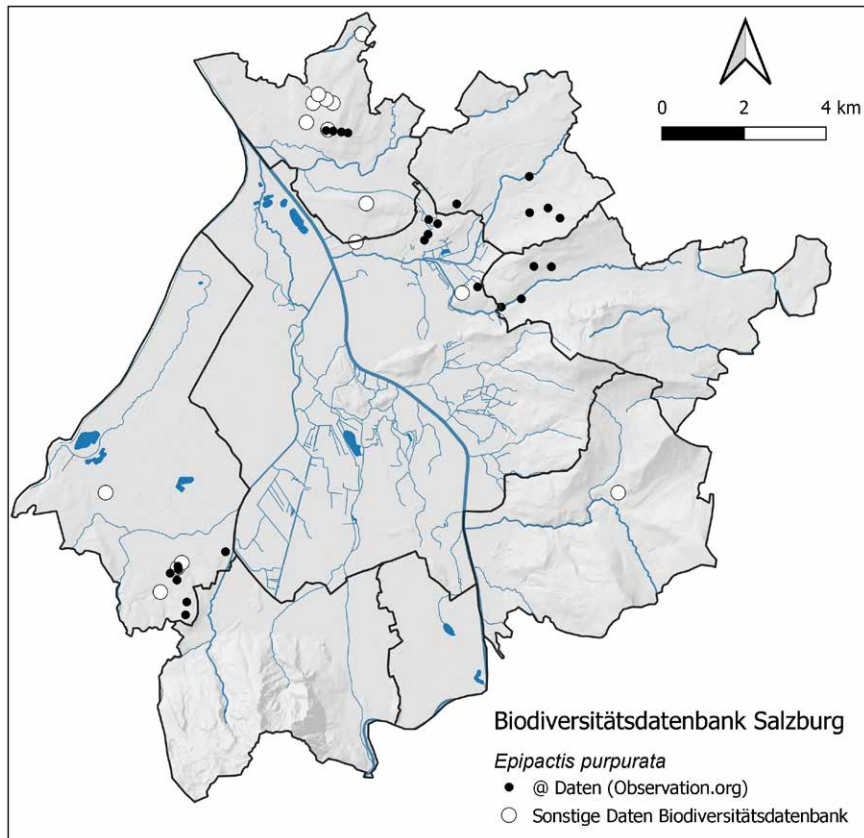 0 2 4 km
Biodiversitätsdatenbank Salzburg
Epipactis purpurata
@ Daten (Observation.org)
Sonstige Daten Biodiversitätsdatenbank